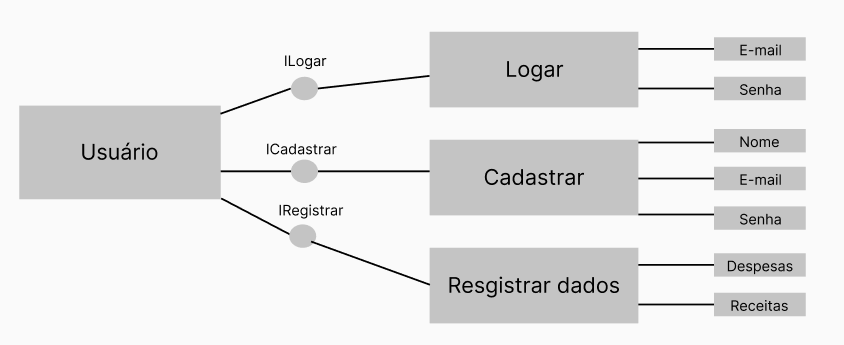 Usuário
ILogar
ICadastrar
IRegistrar
Logar
E-mail
Senha
Cadastrar
Nome
E-mail
Senha
Resgistrar dados
Despesas
Receitas